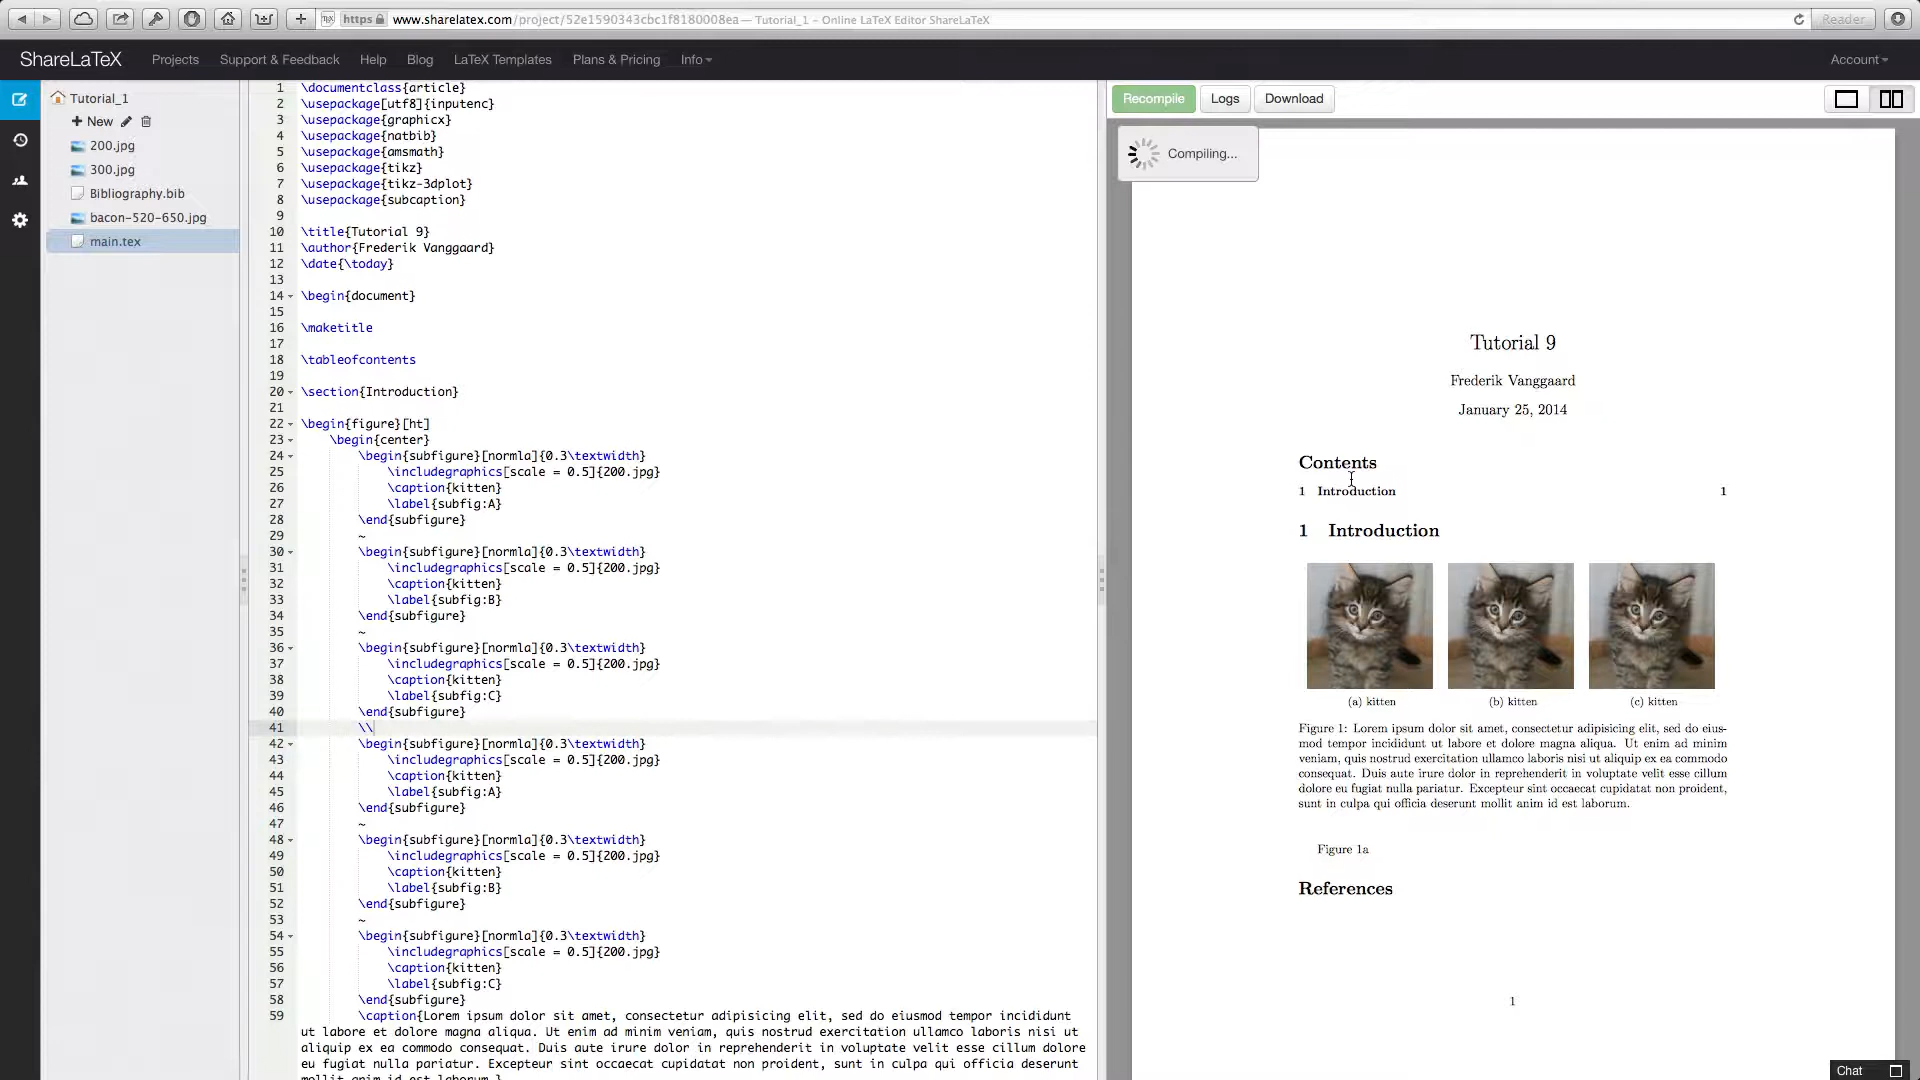 https www.sharelatex.com/project/52e1590343cbc1f8180008ea — Tutorial_1 – Online LaTeX Editor ShareLaTeX Reader
ShareLaTeX Projects Support & Feedback Help Blog LaTeX Templates Plans & Pricing Info Account
Tutorial_1
New
200.jpg
300.jpg
Bibliography.bib
bacon-520-650.jpg
main.tex
1 \documentclass{article}
2 \usepackage[utf8]{inputenc}
3 \usepackage{graphicx}
4 \usepackage{natbib}
5 \usepackage{amsmath}
6 \usepackage{tikz}
7 \usepackage{tikz-3dplot}
8 \usepackage{subcaption}
9
10 \title{Tutorial 9}
11 \author{Frederik Vanggaard}
12 \date{\today}
13
14 \begin{document}
15
16 \maketitle
17
18 \tableofcontents
19
20 \section{Introduction}
21
22 \begin{figure}[ht]
23 \begin{center}
24 \begin{subfigure}[normla]{0.3\textwidth}
25 \includegraphics[scale = 0.5]{200.jpg}
26 \caption{kitten}
27 \label{subfig:A}
28 \end{subfigure}
29 ~
30 \begin{subfigure}[normla]{0.3\textwidth}
31 \includegraphics[scale = 0.5]{200.jpg}
32 \caption{kitten}
33 \label{subfig:B}
34 \end{subfigure}
35 ~
36 \begin{subfigure}[normla]{0.3\textwidth}
37 \includegraphics[scale = 0.5]{200.jpg}
38 \caption{kitten}
39 \label{subfig:C}
40 \end{subfigure}
41 \\
42 \begin{subfigure}[normla]{0.3\textwidth}
43 \includegraphics[scale = 0.5]{200.jpg}
44 \caption{kitten}
45 \label{subfig:A}
46 \end{subfigure}
47 ~
48 \begin{subfigure}[normla]{0.3\textwidth}
49 \includegraphics[scale = 0.5]{200.jpg}
50 \caption{kitten}
51 \label{subfig:B}
52 \end{subfigure}
53 ~
54 \begin{subfigure}[normla]{0.3\textwidth}
55 \includegraphics[scale = 0.5]{200.jpg}
56 \caption{kitten}
57 \label{subfig:C}
58 \end{subfigure}
59 \caption{Lorem ipsum dolor sit amet, consectetur adipisicing elit, sed do eiusmod tempor incididunt
ut labore et dolore magna aliqua. Ut enim ad minim veniam, quis nostrud exercitation ullamco laboris nisi ut
aliquip ex ea commodo consequat. Duis aute irure dolor in reprehenderit in voluptate velit esse cillum dolore
eu fugiat nulla pariatur. Excepteur sint occaecat cupidatat non proident, sunt in culpa qui officia deserunt
mollit anim id est laborum.}
Recompile Logs Download
Compiling...
Tutorial 9
Frederik Vanggaard
January 25, 2014
Contents
1 Introduction 1
1 Introduction
(a) kitten (b) kitten (c) kitten
Figure 1: Lorem ipsum dolor sit amet, consectetur adipisicing elit, sed do eius-
mod tempor incididunt ut labore et dolore magna aliqua. Ut enim ad minim
veniam, quis nostrud exercitation ullamco laboris nisi ut aliquip ex ea commodo
consequat. Duis aute irure dolor in reprehenderit in voluptate velit esse cillum
dolore eu fugiat nulla pariatur. Excepteur sint occaecat cupidatat non proident,
sunt in culpa qui officia deserunt mollit anim id est laborum.
Figure 1a
References
1
Chat